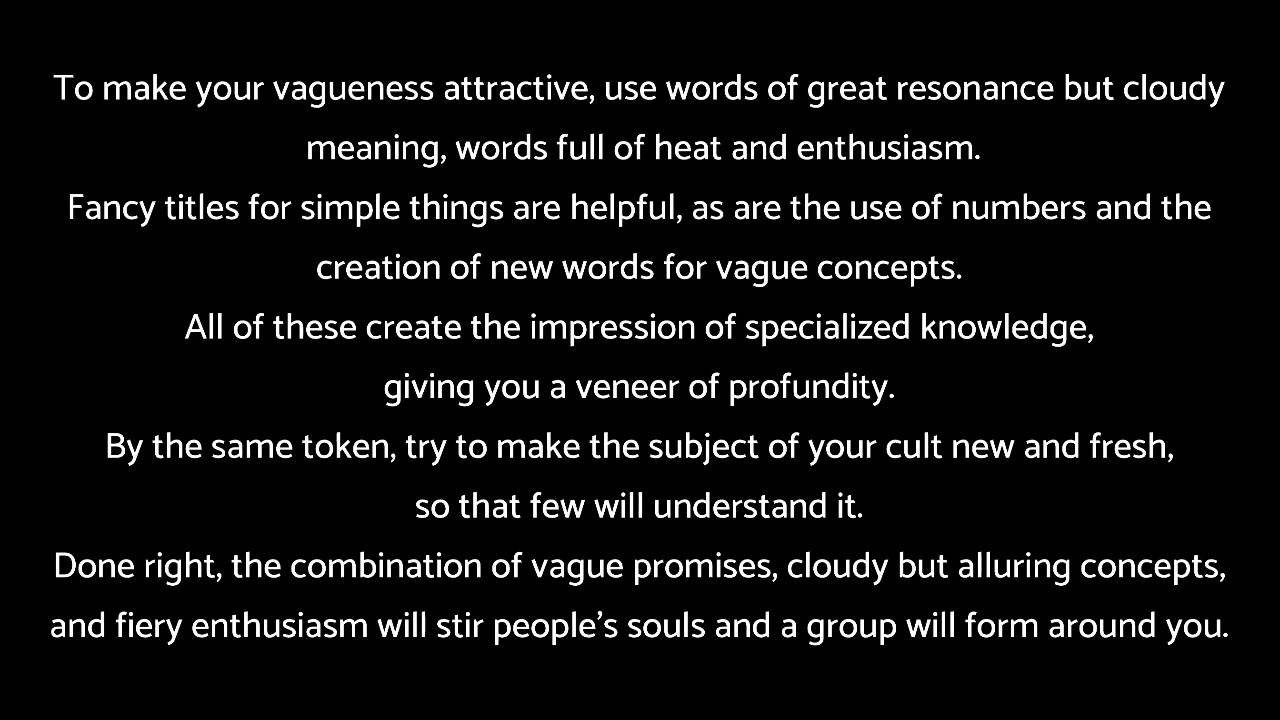 To make your vagueness attractive, use words of great resonance but cloudy
meaning, words full of heat and enthusiasm.
Fancy titles for simple things are helpful, as are the use of numbers and the
creation of new words for vague concepts.
All of these create the impression of specialized knowledge,
giving you a veneer of profundity.
By the same token, try to make the subject of your cult new and fresh,
so that few will understand it.
Done right, the combination of vague promises, cloudy but alluring concepts,
and fiery enthusiasm will stir people’s souls and a group will form around you.